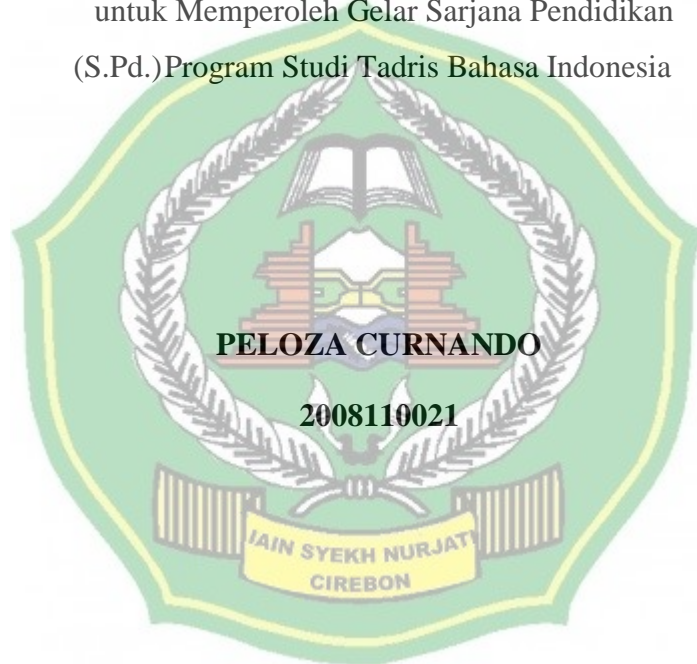 untuk Memperoleh Gelar Sarjana Pendidikan
(S.Pd.)Program Studi Tadris Bahasa Indonesia
PELOZA CURNANDO
2008110021
IAIN SYEKH NURJATI
CIREBON